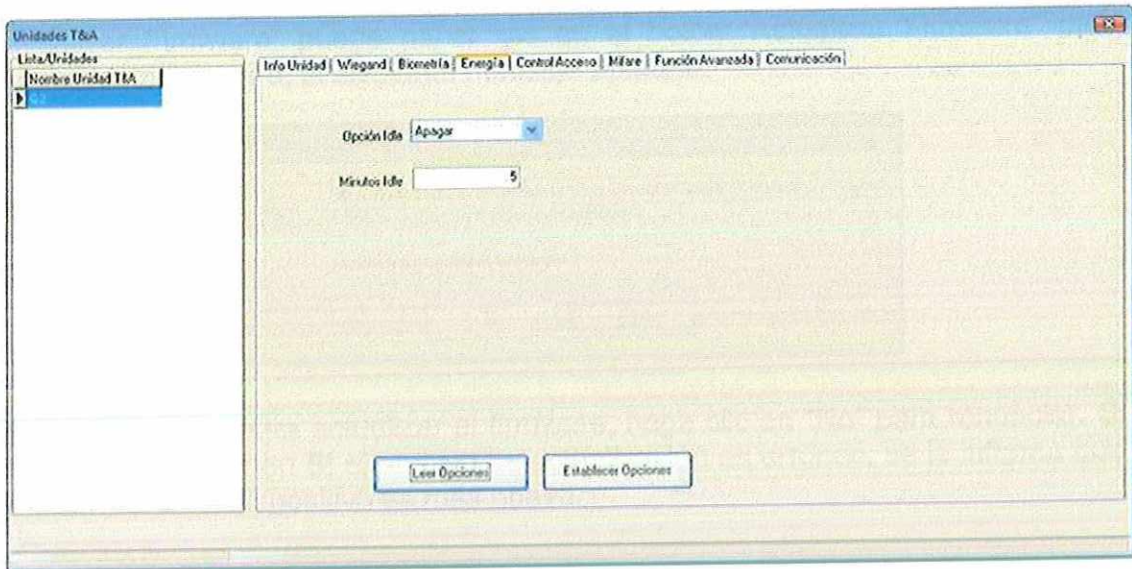 Unidades T&A
Lista/Unidades
Nombre Unidad T&A
Info Unidad
Wiegand
Biometría
Energía
Control Acceso
Mifare
Función Avanzada
Comunicación
Opción Idle
Apagar
Minutos Idle
5
Leer Opciones
Establecer Opciones